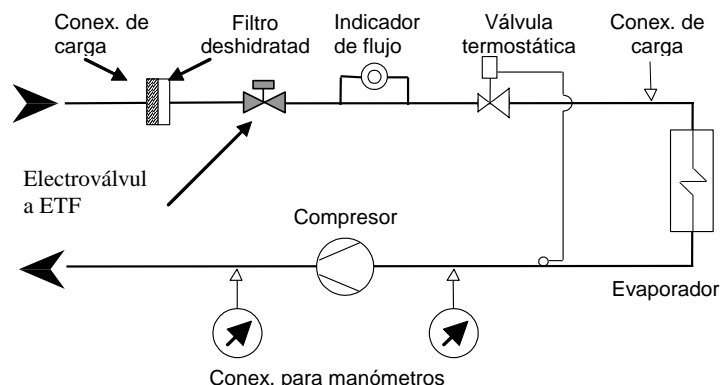 Conex. de
carga
Filtro
deshidratad
Indicador
de flujo
Válvula
termostática
Conex. de
carga
Electroválvul
a ETF
Compresor
Evaporador
Conex. para manómetros